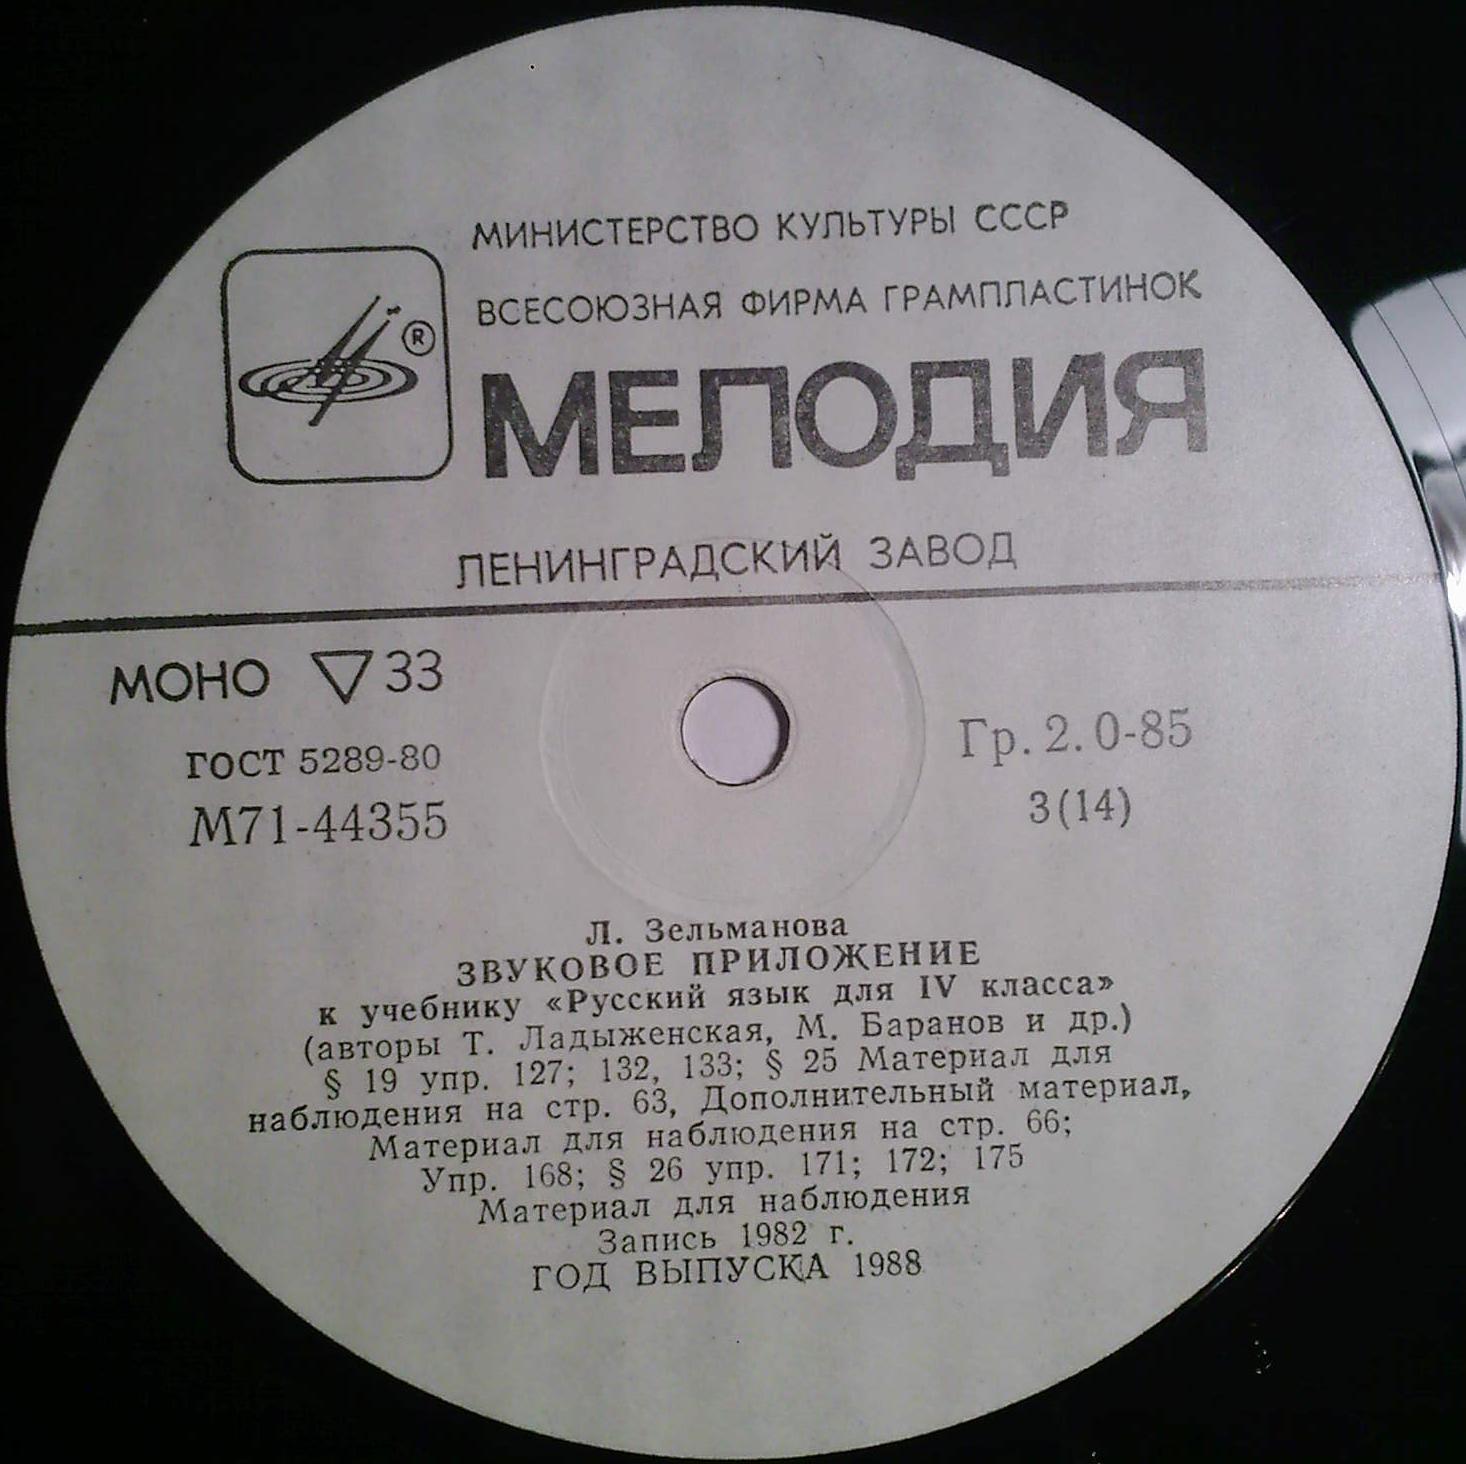 МИНИСТЕРСТВО КУЛЬТУРЫ СССР
ВСЕСОЮЗНАЯ ФИРМА ГРАМПЛАСТИНОК
®
МЕЛОДИЯ
ЛЕНИНГРАДСКИЙ ЗАВОД
МОНО ▽33
ГОСТ 5289-80
М71-44355
Гр. 2. 0-85
3(14)
Л. Зельманова
ЗВУКОВОЕ ПРИЛОЖЕНИЕ
к учебнику «Русский язык для IV класса»
(авторы Т. Ладыженская, М. Баранов и др.)
§ 19 упр. 127; 132, 133; § 25 Материал для
наблюдения на стр. 63, Дополнительный материал,
Материал для наблюдения на стр. 66;
Упр. 168; § 26 упр. 171; 172; 175
Материал для наблюдения
Запись 1982 г.
ГОД ВЫПУСКА 1988